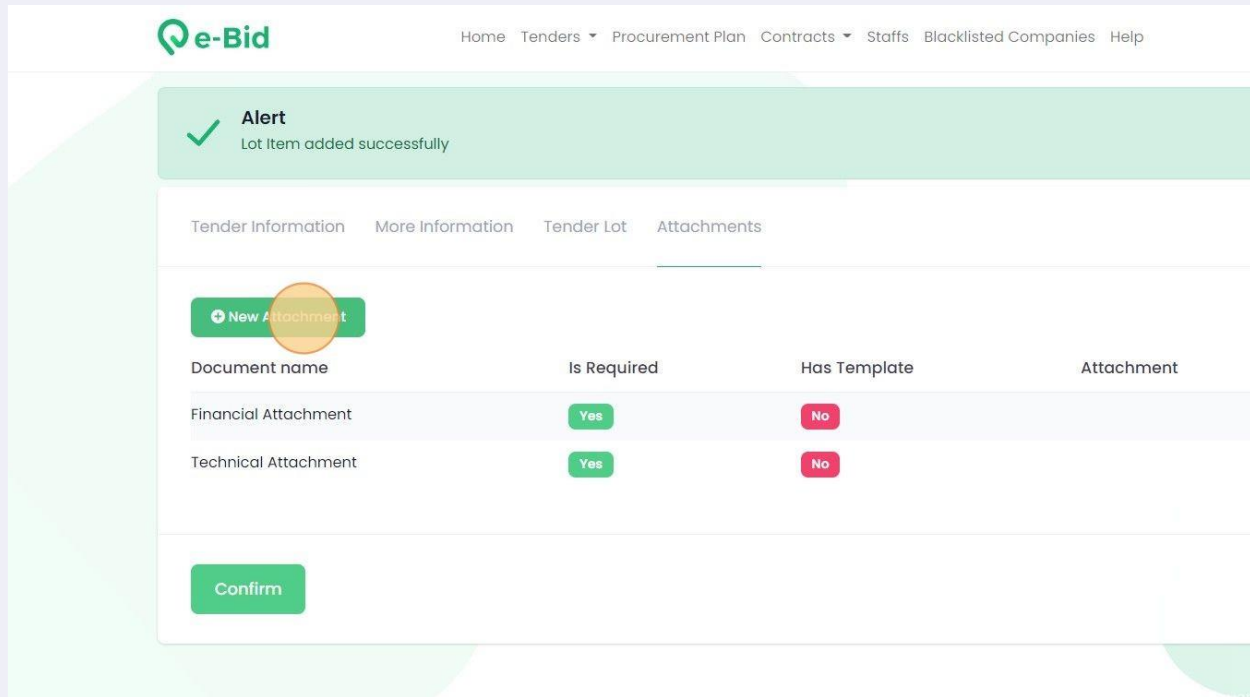 e-Bid
Home Tenders Procurement Plan Contracts Staffs Blacklisted Companies Help
Alert
Lot Item added successfully
Tender Information More Information Tender Lot Attachments
New Attachment
Document name Is Required Has Template Attachment
Financial Attachment Yes No
Technical Attachment Yes No
Confirm